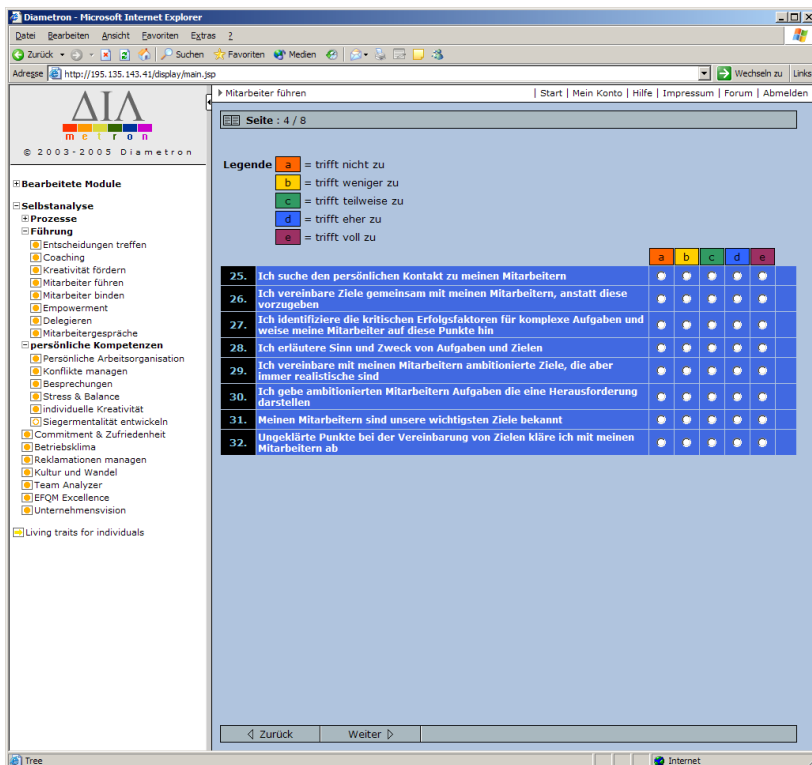 Diametron - Microsoft Internet Explorer
Datei Bearbeiten Ansicht Favoriten Extras ?
Zurück Suchen Favoriten Medien
Adresse http://195.135.143.41/display/main.jsp Wechseln zu Links
ΔΙΛ
metron
© 2003-2005 Diametron
Bearbeitete Module
Selbstanalyse
Prozesse
Führung
Entscheidungen treffen
Coaching
Kreativität fördern
Mitarbeiter führen
Mitarbeiter binden
Empowerment
Delegieren
Mitarbeitergespräche
persönliche Kompetenzen
Persönliche Arbeitsorganisation
Konflikte managen
Besprechungen
Stress & Balance
individuelle Kreativität
Siegermentalität entwickeln
Commitment & Zufriedenheit
Betriebsklima
Reklamationen managen
Kultur und Wandel
Team Analyzer
EFQM Excellence
Unternehmensvision
Living traits for individuals
Mitarbeiter führen | Start | Mein Konto | Hilfe | Impressum | Forum | Abmelden
Seite : 4 / 8
Legende a = trifft nicht zu
b = trifft weniger zu
c = trifft teilweise zu
d = trifft eher zu
e = trifft voll zu
a b c d e
25. Ich suche den persönlichen Kontakt zu meinen Mitarbeitern
26. Ich vereinbare Ziele gemeinsam mit meinen Mitarbeitern, anstatt diese
vorzugeben
27. Ich identifiziere die kritischen Erfolgsfaktoren für komplexe Aufgaben und
weise meine Mitarbeiter auf diese Punkte hin
28. Ich erläutere Sinn und Zweck von Aufgaben und Zielen
29. Ich vereinbare mit meinen Mitarbeitern ambitionierte Ziele, die aber
immer realistische sind
30. Ich gebe ambitionierten Mitarbeitern Aufgaben die eine Herausforderung
darstellen
31. Meinen Mitarbeitern sind unsere wichtigsten Ziele bekannt
32. Ungeklärte Punkte bei der Vereinbarung von Zielen kläre ich mit meinen
Mitarbeitern ab
Zurück Weiter
Tree Internet